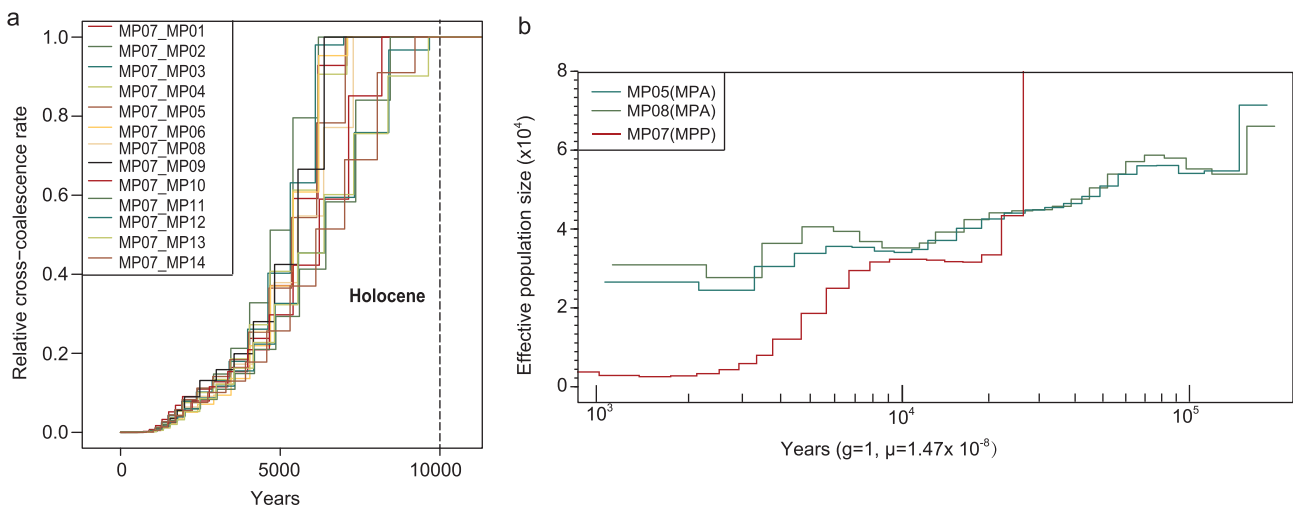 a
MP07_MP01
MP07_MP02
MP07_MP03
MP07_MP04
MP07_MP05
MP07_MP06
MP07_MP08
MP07_MP09
MP07_MP10
MP07_MP11
MP07_MP12
MP07_MP13
MP07_MP14
Relative cross−coalescence rate
1.0
0.8
0.6
0.4
0.2
0.0
Holocene
0
5000
10000
Years
b
MP05(MPA)
MP08(MPA)
MP07(MPP)
Effective population size (x10⁴)
8
6
4
2
0
10³
10⁴
10⁵
Years (g=1, μ=1.47x 10⁻⁸)